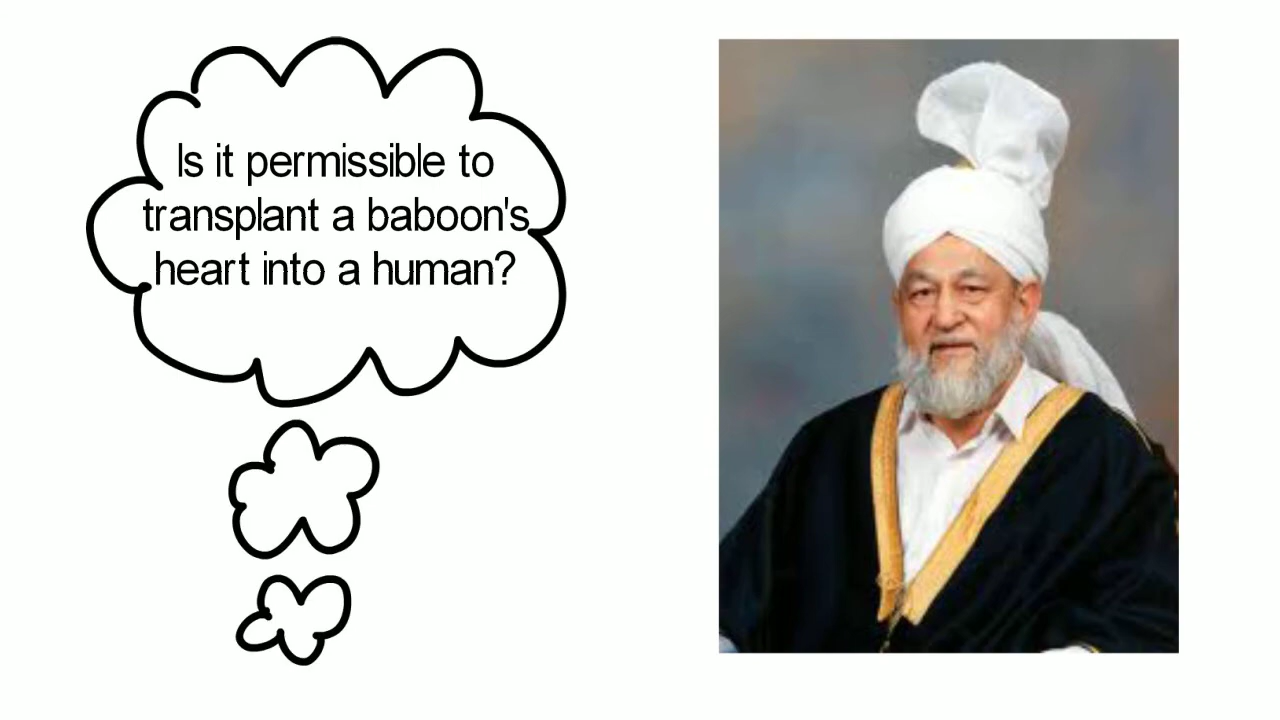 Is it permissible to
transplant a baboon's
heart into a human?